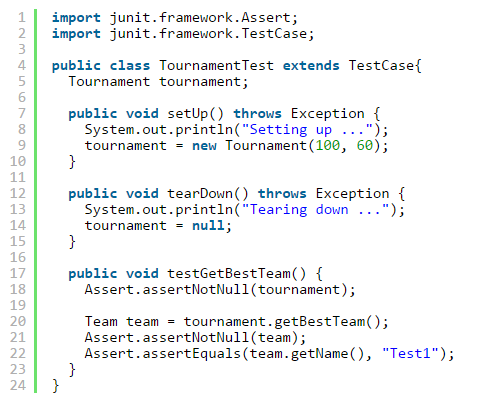 1 import junit.framework.Assert;
2 import junit.framework.TestCase;
3
4 public class TournamentTest extends TestCase{
5   Tournament tournament;
6
7   public void setUp() throws Exception {
8     System.out.println("Setting up ...");
9     tournament = new Tournament(100, 60);
10   }
11
12   public void tearDown() throws Exception {
13     System.out.println("Tearing down ...");
14     tournament = null;
15   }
16
17   public void testGetBestTeam() {
18     Assert.assertNotNull(tournament);
19
20     Team team = tournament.getBestTeam();
21     Assert.assertNotNull(team);
22     Assert.assertEquals(team.getName(), "Test1");
23   }
24 }